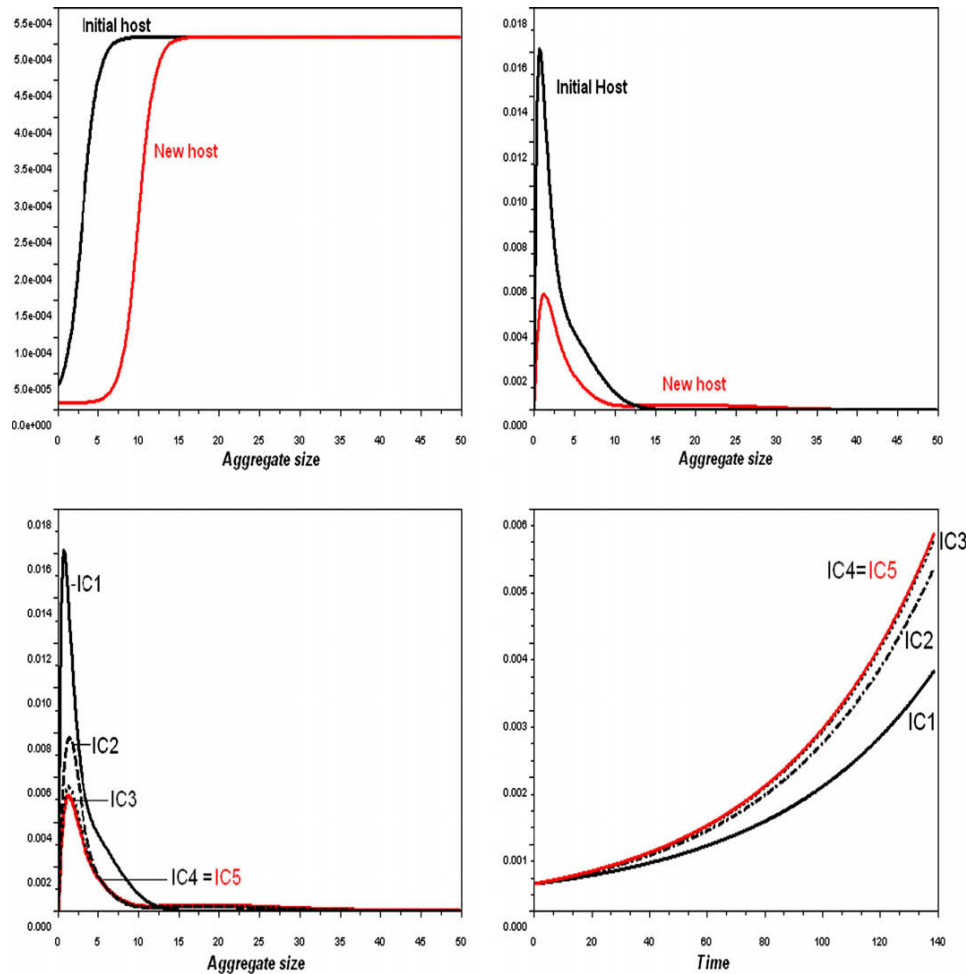 5.5e-004
5.0e-004
4.5e-004
4.0e-004
3.5e-004
3.0e-004
2.5e-004
2.0e-004
1.5e-004
1.0e-004
5.0e-005
0.0e+000
Initial host
New host
0 5 10 15 20 25 30 35 40 45 50
Aggregate size
0.018
0.016
0.014
0.012
0.010
0.008
0.006
0.004
0.002
0.000
Initial Host
New host
0 5 10 15 20 25 30 35 40 45 50
Aggregate size
0.018
0.016
0.014
0.012
0.010
0.008
0.006
0.004
0.002
0.000
IC1
IC2
IC3
IC4 =IC5
0 5 10 15 20 25 30 35 40 45 50
Aggregate size
0.006
0.005
0.004
0.003
0.002
0.001
0.000
IC3
IC4=IC5
IC2
IC1
0 20 40 60 80 100 120 140
Time